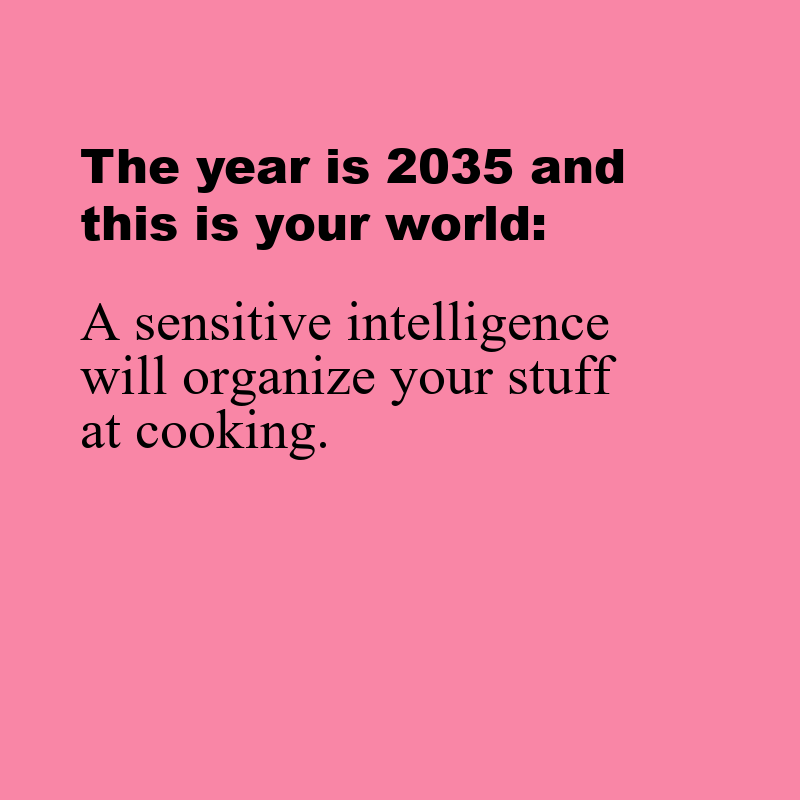 The year is 2035 and
this is your world:
A sensitive intelligence
will organize your stuff
at cooking.